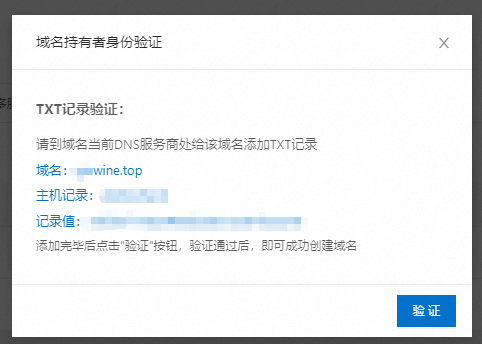 域名持有者身份验证
TXT记录验证：
请到域名当前DNS服务商处给该域名添加TXT记录
域名：wine.top
主机记录：
记录值：
添加完毕后点击"验证"按钮，验证通过后，即可成功创建域名
验 证